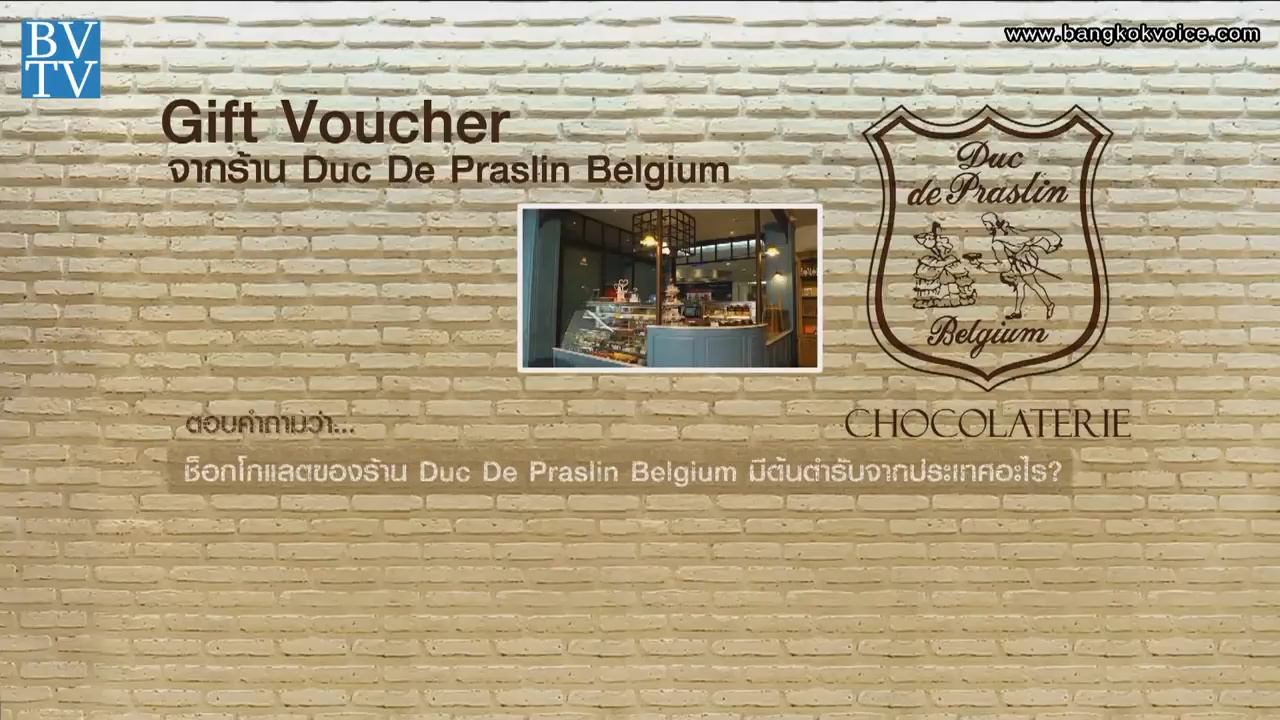 BV
TV
www.bangkokvoice.com
Gift Voucher
จากร้าน Duc De Praslin Belgium
Duc
de Praslin
Belgium
CHOCOLATERIE
ตอบคำถามว่า...
ช็อกโกแลตของร้าน Duc De Praslin Belgium มีต้นตำรับจากประเทศอะไร?